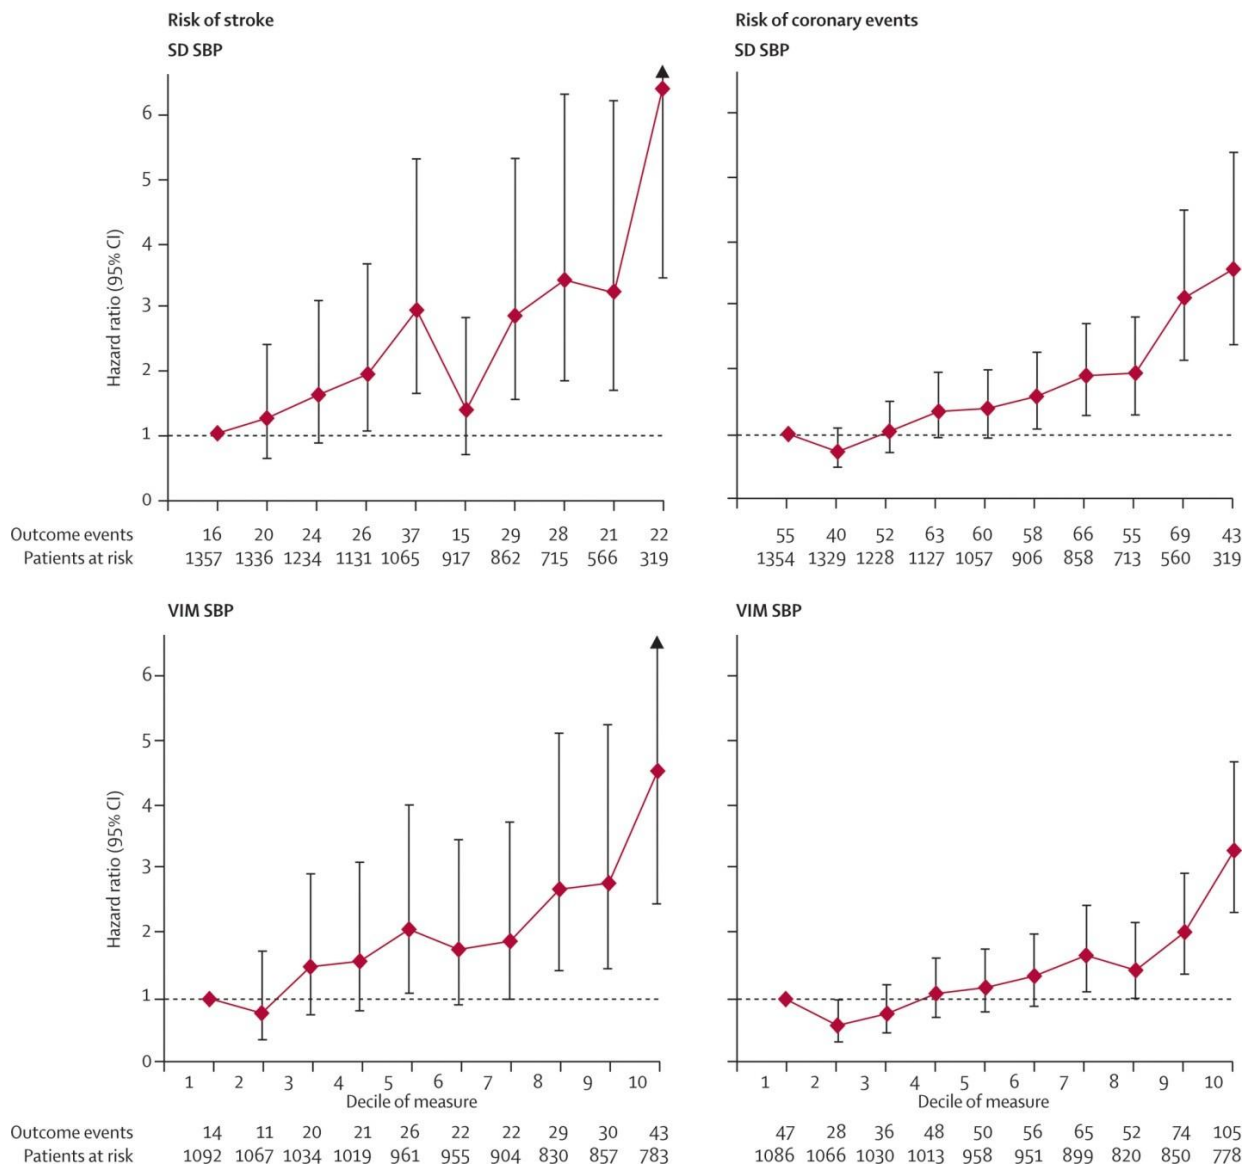 Risk of stroke
SD SBP
Risk of coronary events
SD SBP
Hazard ratio (95% CI)
6
5
4
3
2
1
0
Outcome events 16 20 24 26 37 15 29 28 21 22
Patients at risk 1357 1336 1234 1131 1065 917 862 715 566 319
55 40 52 63 60 58 66 55 69 43
1354 1329 1228 1127 1057 906 858 713 560 319
VIM SBP
VIM SBP
Hazard ratio (95% CI)
6
5
4
3
2
1
0
1 2 3 4 5 6 7 8 9 10
Decile of measure
1 2 3 4 5 6 7 8 9 10
Decile of measure
Outcome events 14 11 20 21 26 22 22 29 30 43
Patients at risk 1092 1067 1034 1019 961 955 904 830 857 783
47 28 36 48 50 56 65 52 74 105
1086 1066 1030 1013 958 951 899 820 850 778